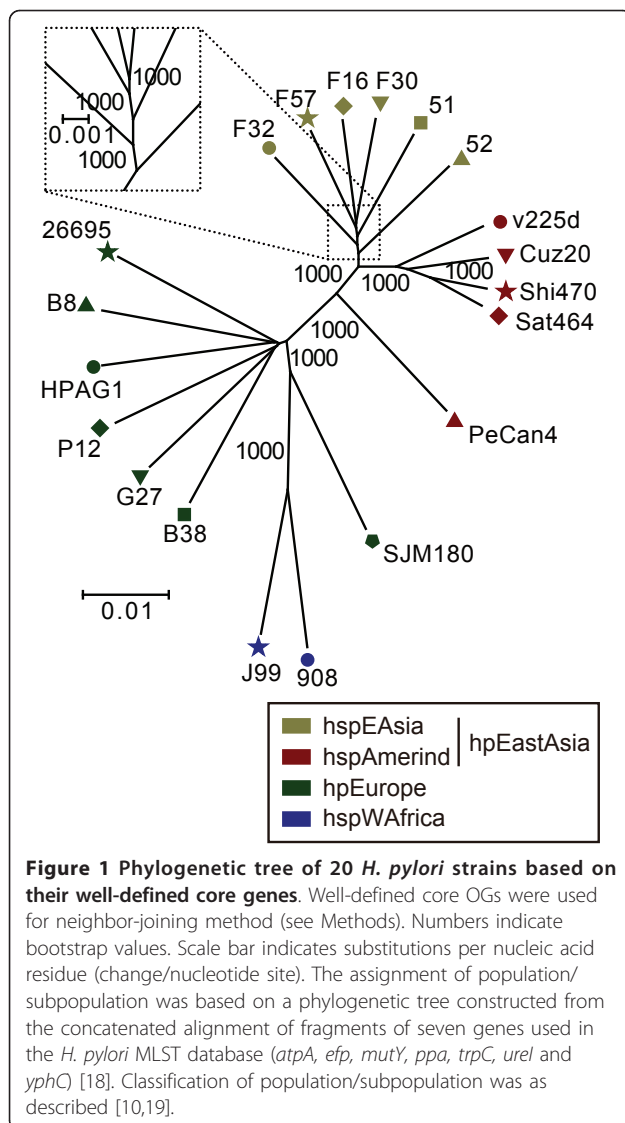 1000
1000
0.001
1000
F57
F16
F30
51
F32
52
26695
v225d
1000
1000
1000
Cuz20
B8
Shi470
1000
Sat464
1000
HPAG1
PeCan4
P12
1000
G27
B38
SJM180
0.01
J99
908
hspEAsia
hspAmerind
hpEastAsia
hpEurope
hspWAfrica
Figure 1 Phylogenetic tree of 20 H. pylori strains based on
their well-defined core genes. Well-defined core OGs were used
for neighbor-joining method (see Methods). Numbers indicate
bootstrap values. Scale bar indicates substitutions per nucleic acid
residue (change/nucleotide site). The assignment of population/
subpopulation was based on a phylogenetic tree constructed from
the concatenated alignment of fragments of seven genes used in
the H. pylori MLST database (atpA, efp, mutY, ppa, trpC, ureI and
yphC) [18]. Classification of population/subpopulation was as
described [10,19].